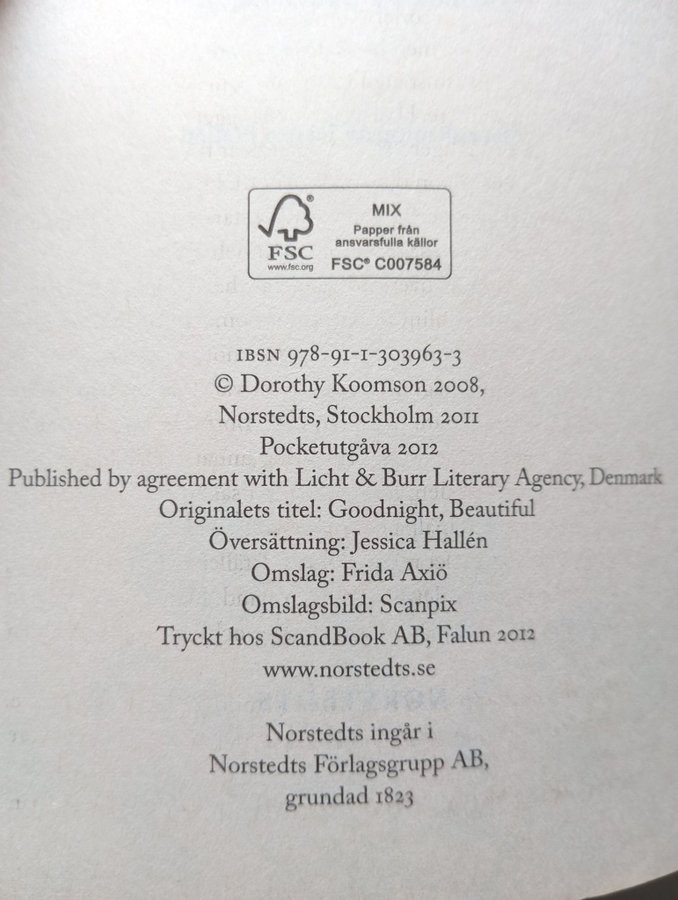 FSC®
www.fsc.org
MIX
Papper från
ansvarsfulla källor
FSC® C007584
IBSN 978-91-1-303963-3
© Dorothy Koomson 2008,
Norstedts, Stockholm 2011
Pocketutgåva 2012
Published by agreement with Licht & Burr Literary Agency, Denmark
Originalets titel: Goodnight, Beautiful
Översättning: Jessica Hallén
Omslag: Frida Axiö
Omslagsbild: Scanpix
Tryckt hos ScandBook AB, Falun 2012
www.norstedts.se
Norstedts ingår i
Norstedts Förlagsgrupp AB,
grundad 1823